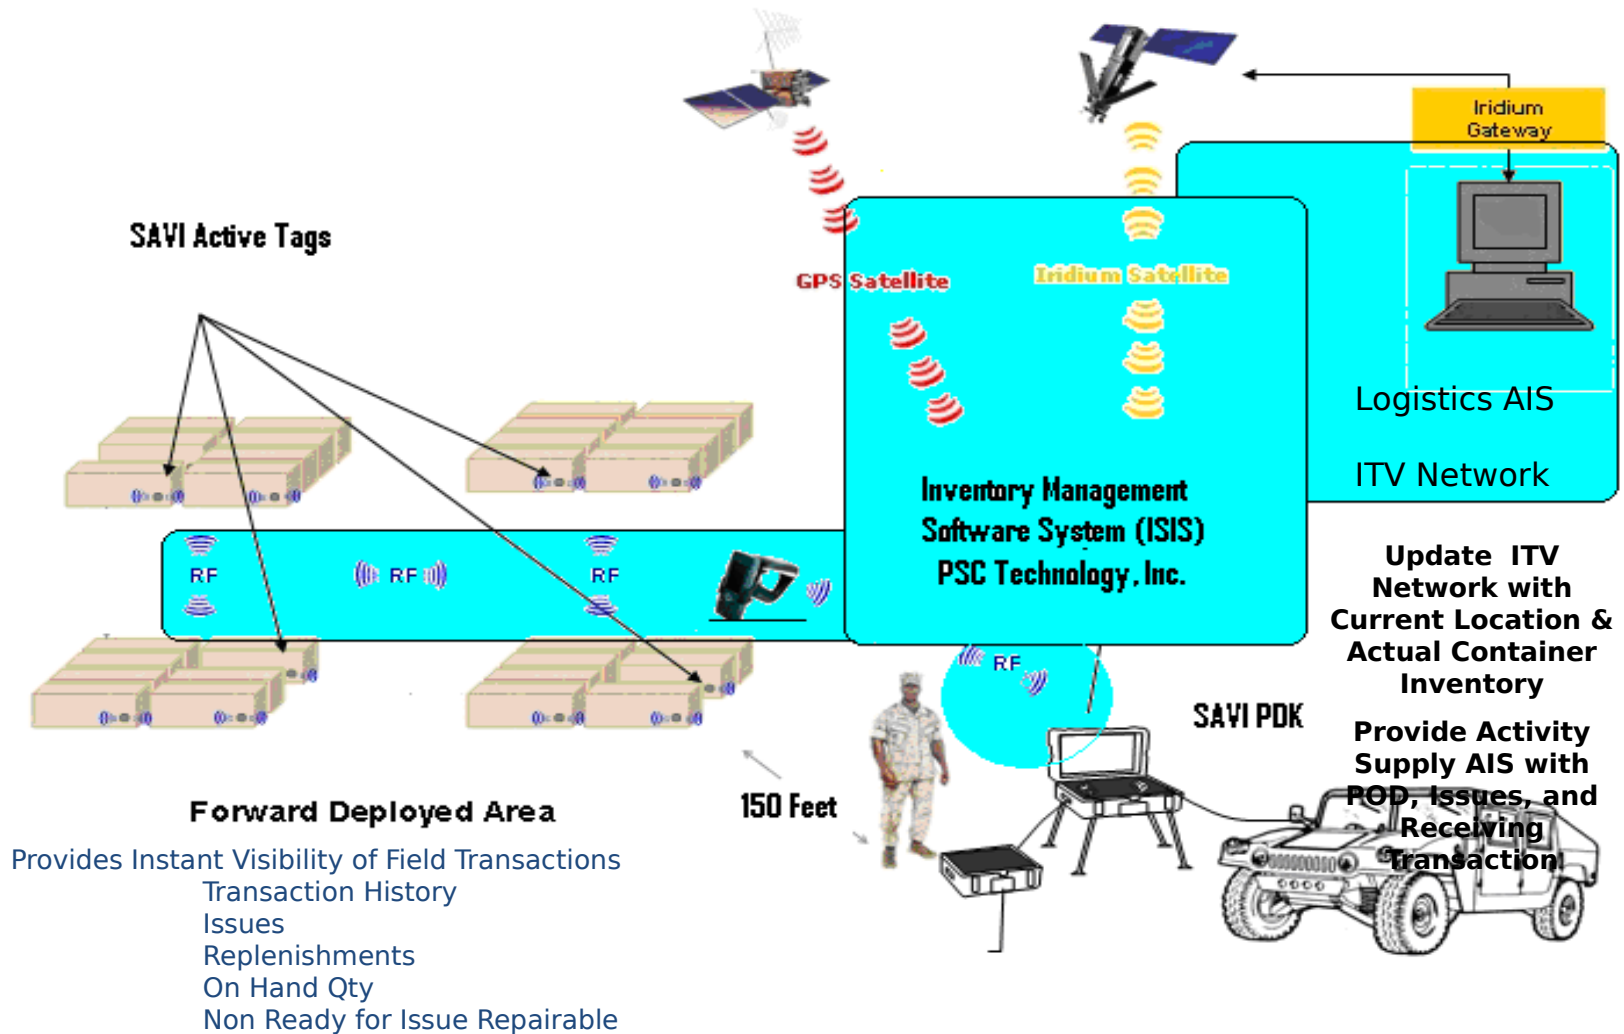 Iridium
Gateway
SAVI Active Tags
GPS Satellite
Iridium Satellite
Logistics AIS
ITV Network
Inventory Management
Software System (ISIS)
PSC Technology, Inc.
RF
RF
RF
RF
Update ITV
Network with
Current Location &
Actual Container
Inventory
SAVI PDK
Provide Activity
Supply AIS with
POD, Issues, and
Receiving
Transaction
150 Feet
Forward Deployed Area
Provides Instant Visibility of Field Transactions
Transaction History
Issues
Replenishments
On Hand Qty
Non Ready for Issue Repairable